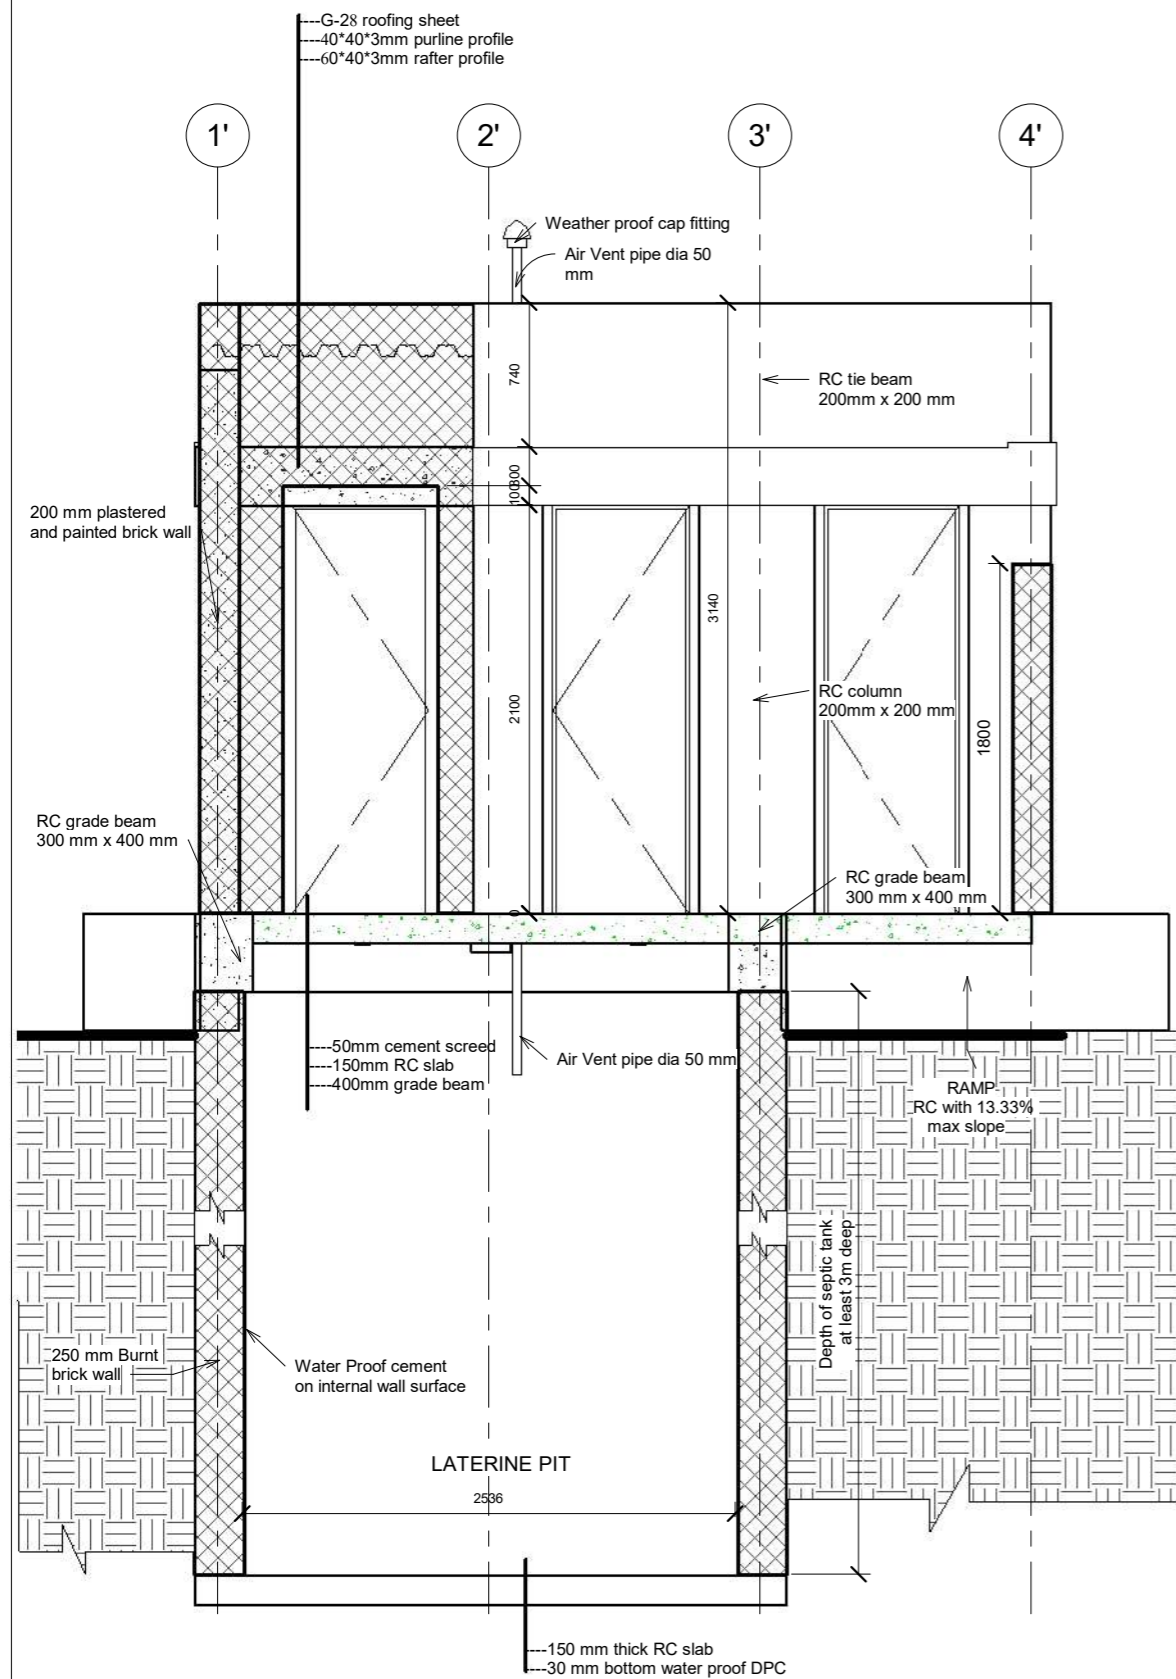 ----G-28 roofing sheet
----40*40*3mm purline profile
----60*40*3mm rafter profile
1'
2'
3'
4'
Weather proof cap fitting
Air Vent pipe dia 50
mm
740
RC tie beam
200mm x 200 mm
300
100
200 mm plastered
and painted brick wall
3140
2100
RC column
200mm x 200 mm
1800
RC grade beam
300 mm x 400 mm
RC grade beam
300 mm x 400 mm
0
----50mm cement screed
----150mm RC slab
----400mm grade beam
Air Vent pipe dia 50 mm
RAMP
RC with 13.33%
max slope
Depth of septic tank
at least 3m deep
250 mm Burnt
brick wall
Water Proof cement
on internal wall surface
LATERINE PIT
2536
----150 mm thick RC slab
----30 mm bottom water proof DPC